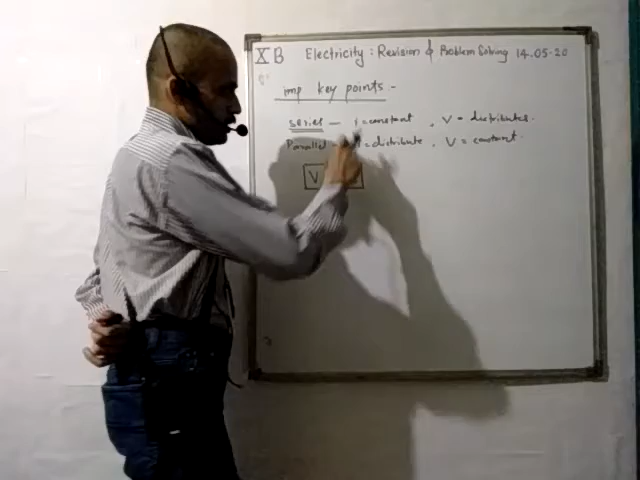 X B Electricity : Revision & Problem Solving 14.05-20
imp key points -
series - i = constant , V = distributes.
Parallel - = distribute , V = constant.
V